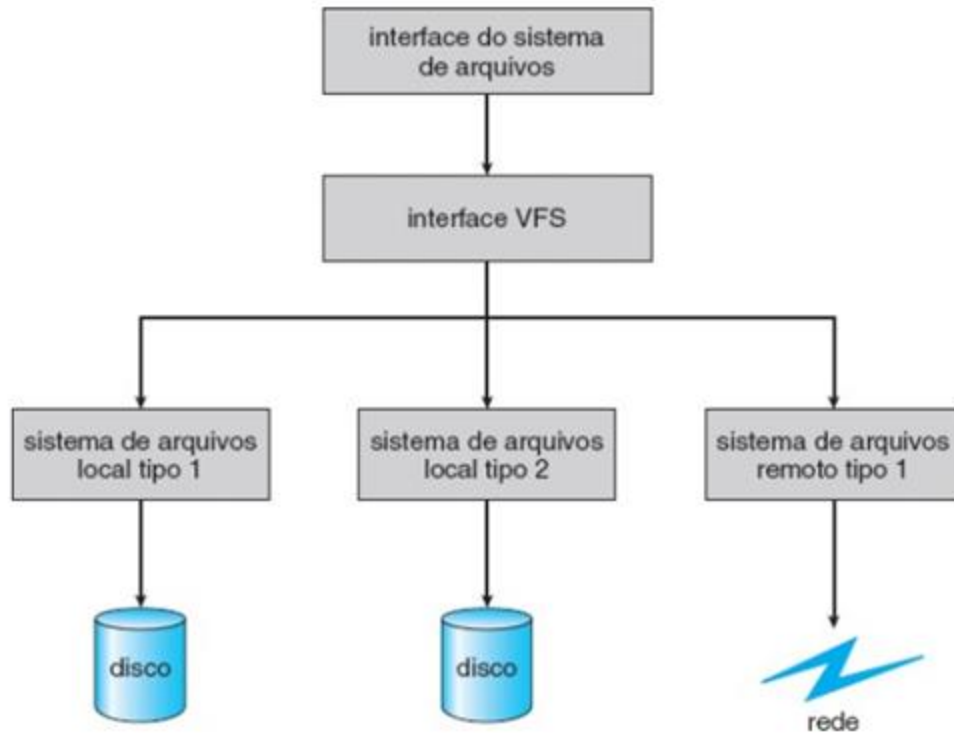 interface do sistema
de arquivos
interface VFS
sistema de arquivos
local tipo 1
sistema de arquivos
local tipo 2
sistema de arquivos
remoto tipo 1
disco
disco
rede